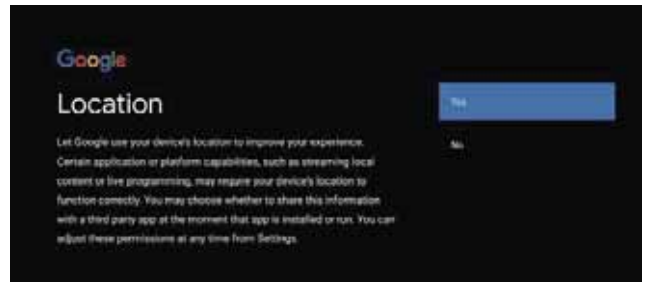 Google
Location
Let Google use your device's location to improve your experience.
Certain application or platform capabilities, such as streaming local
content or live programming, may require your device's location to
function correctly. You may choose whether to share this information
with a third party app at the moment that app is installed or run. You can
adjust these permissions at any time from Settings.
Yes
No